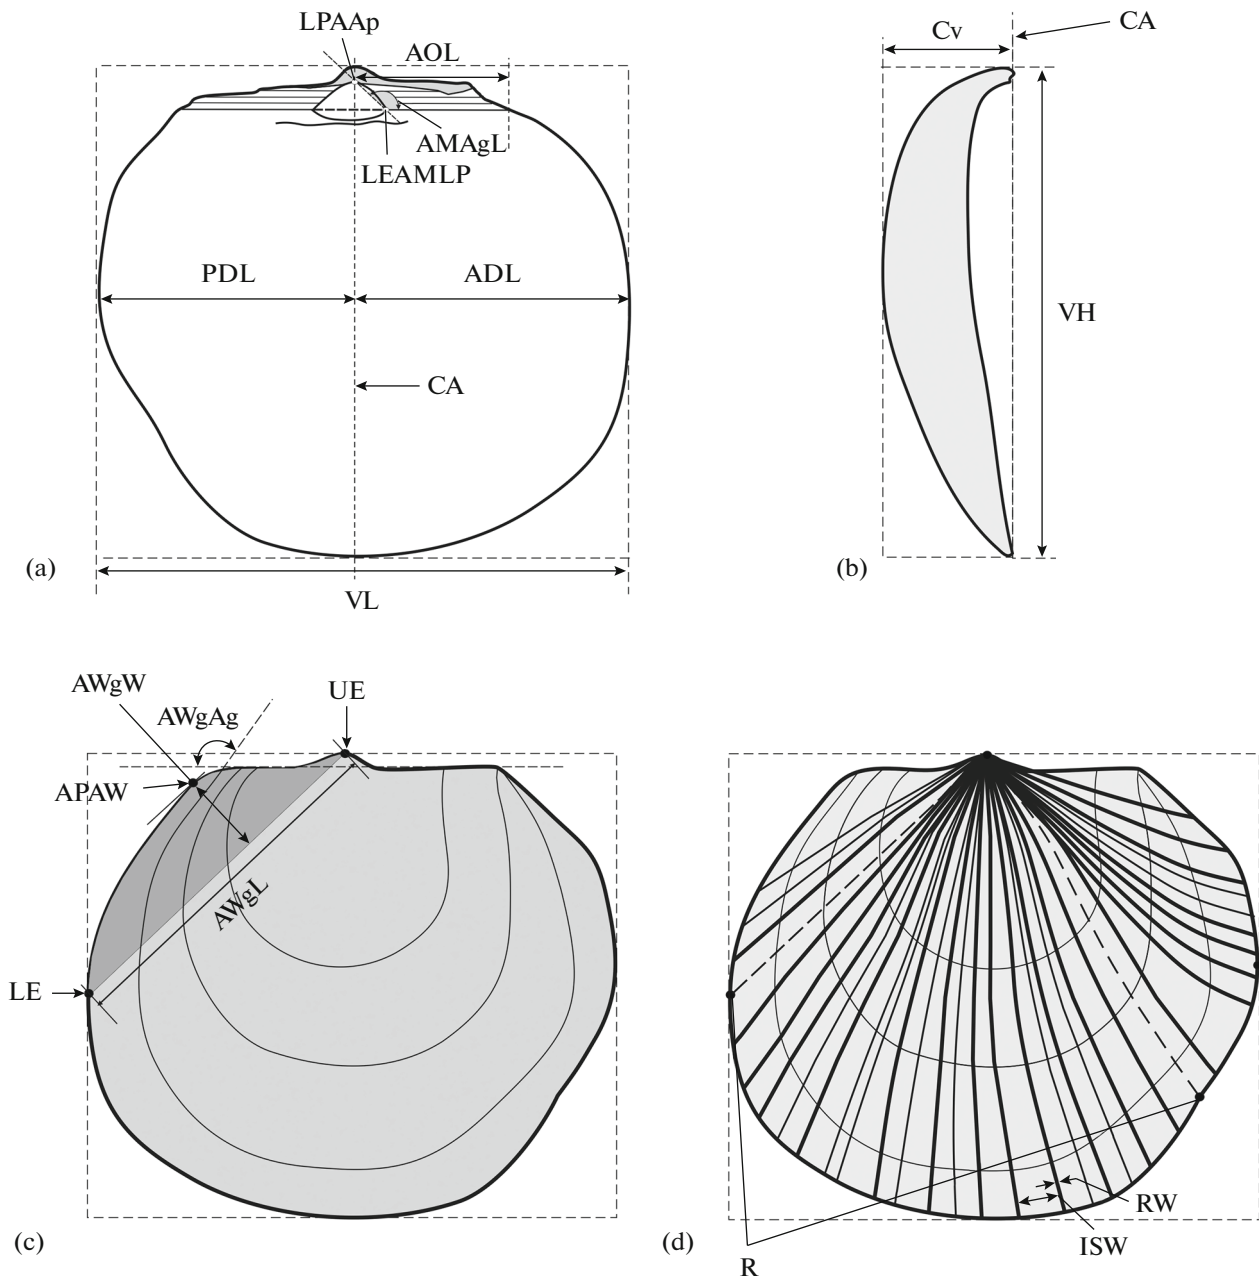 LPAAp
AOL
AMAgL
LEAMLP
PDL
ADL
CA
(a)
VL
Cv
CA
VH
(b)
AWgW
UE
AWgAg
APAW
AWgL
LE
(c)
RW
ISW
R
(d)